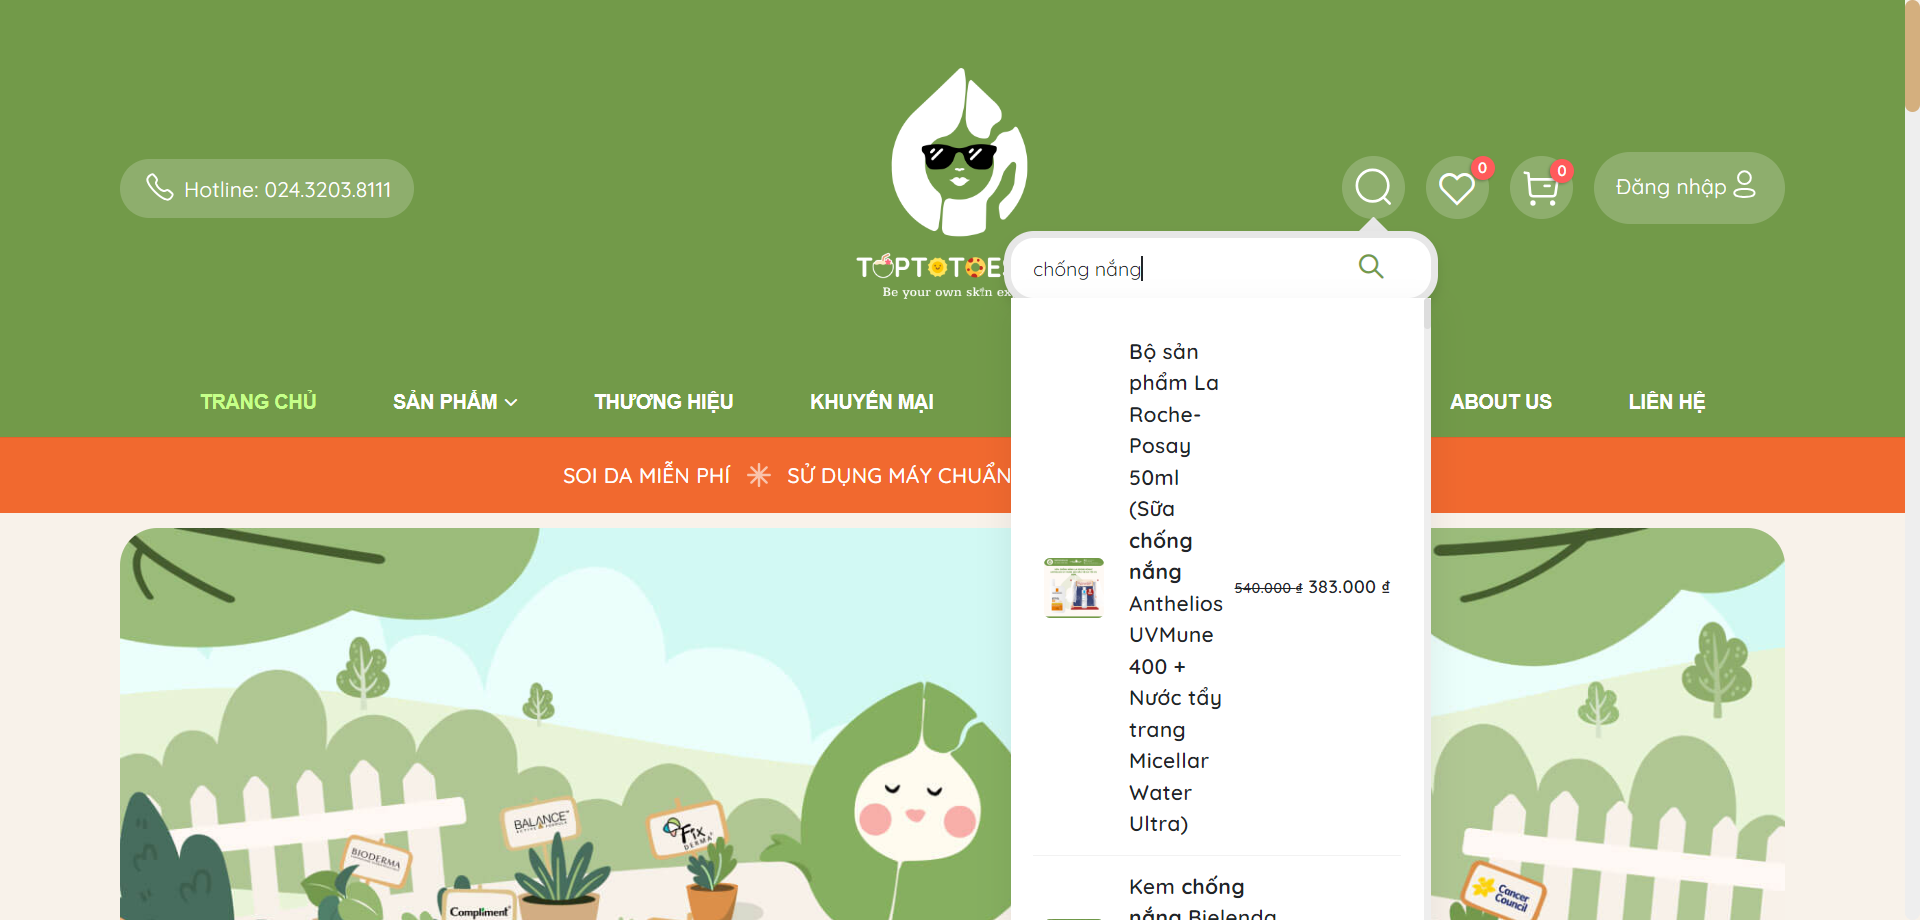 Hotline: 024.3203.8111
0
0
Đăng nhập
TOPTOTOES
Be your own skin ex
chống nắng
TRANG CHỦ
SẢN PHẨM
THƯƠNG HIỆU
KHUYẾN MẠI
ABOUT US
LIÊN HỆ
SOI DA MIỄN PHÍ
SỬ DỤNG MÁY CHUẨN
Bộ sản
phẩm La
Roche-
Posay
50ml
(Sữa
chống
nắng
Anthelios
UVMune
400 +
Nước tẩy
trang
Micellar
Water
Ultra)
540.000 ₫ 383.000 ₫
Kem chống
nắng Bielenda
BIODERMA
BALANCE
ACTIVE FORMULA
Fix
DERMA
Compliment
Cancer
Council